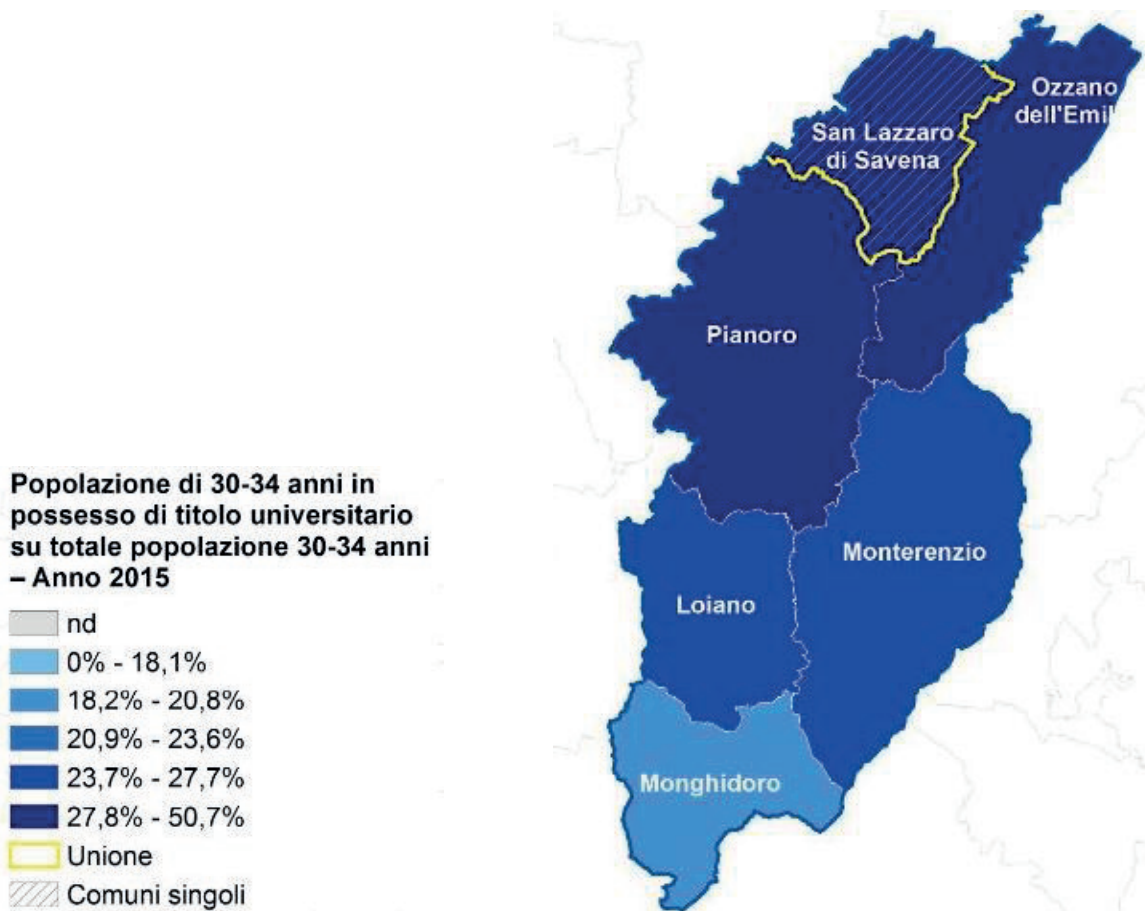 Ozzano
dell'Emil
San Lazzaro
di Savena
Pianoro
Monterenzio
Loiano
Monghidoro
Popolazione di 30-34 anni in
possesso di titolo universitario
su totale popolazione 30-34 anni
– Anno 2015
nd
0% - 18,1%
18,2% - 20,8%
20,9% - 23,6%
23,7% - 27,7%
27,8% - 50,7%
Unione
Comuni singoli